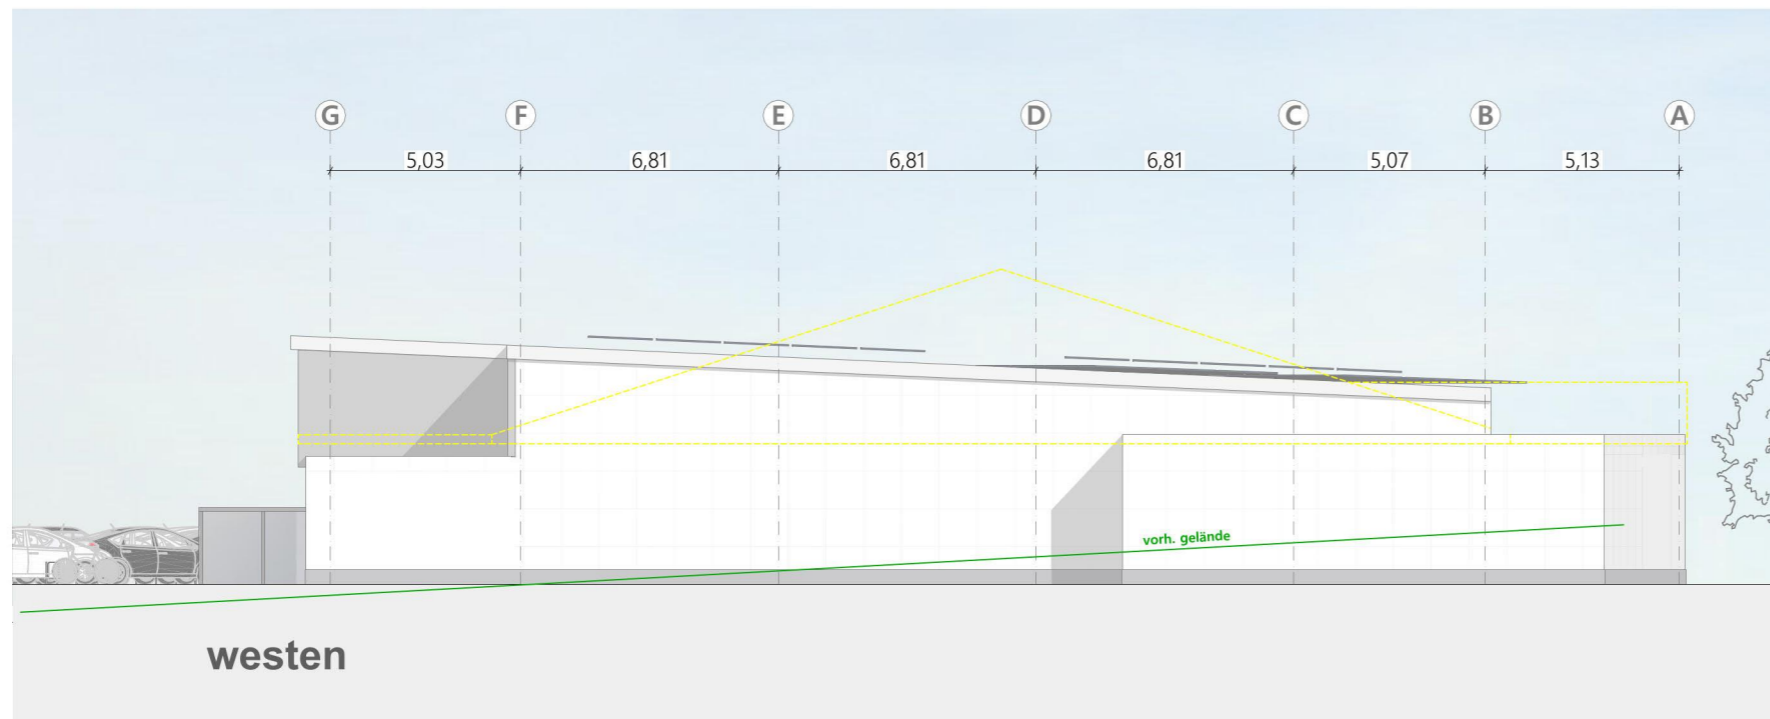 G F E D C B A
5,03 6,81 6,81 6,81 5,07 5,13
vorh. gelände
westen